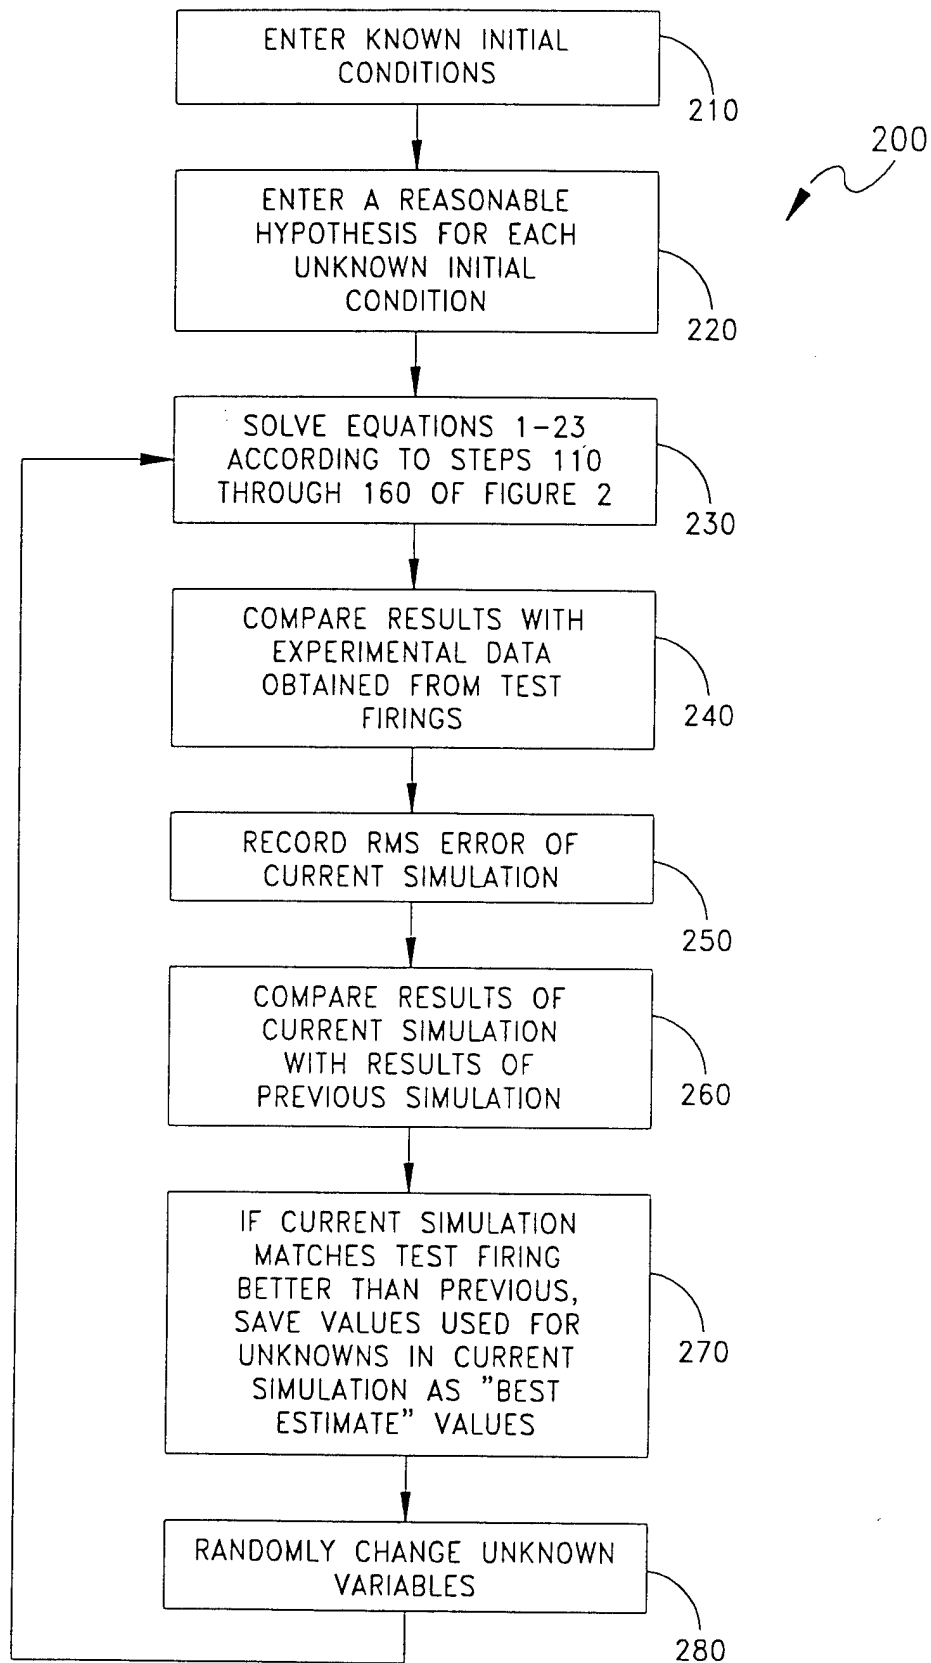 ENTER KNOWN INITIAL
CONDITIONS
210
200
ENTER A REASONABLE
HYPOTHESIS FOR EACH
UNKNOWN INITIAL
CONDITION
220
SOLVE EQUATIONS 1-23
ACCORDING TO STEPS 110
THROUGH 160 OF FIGURE 2
230
COMPARE RESULTS WITH
EXPERIMENTAL DATA
OBTAINED FROM TEST
FIRINGS
240
RECORD RMS ERROR OF
CURRENT SIMULATION
250
COMPARE RESULTS OF
CURRENT SIMULATION
WITH RESULTS OF
PREVIOUS SIMULATION
260
IF CURRENT SIMULATION
MATCHES TEST FIRING
BETTER THAN PREVIOUS,
SAVE VALUES USED FOR
UNKNOWNS IN CURRENT
SIMULATION AS ”BEST
ESTIMATE” VALUES
270
RANDOMLY CHANGE UNKNOWN
VARIABLES
280